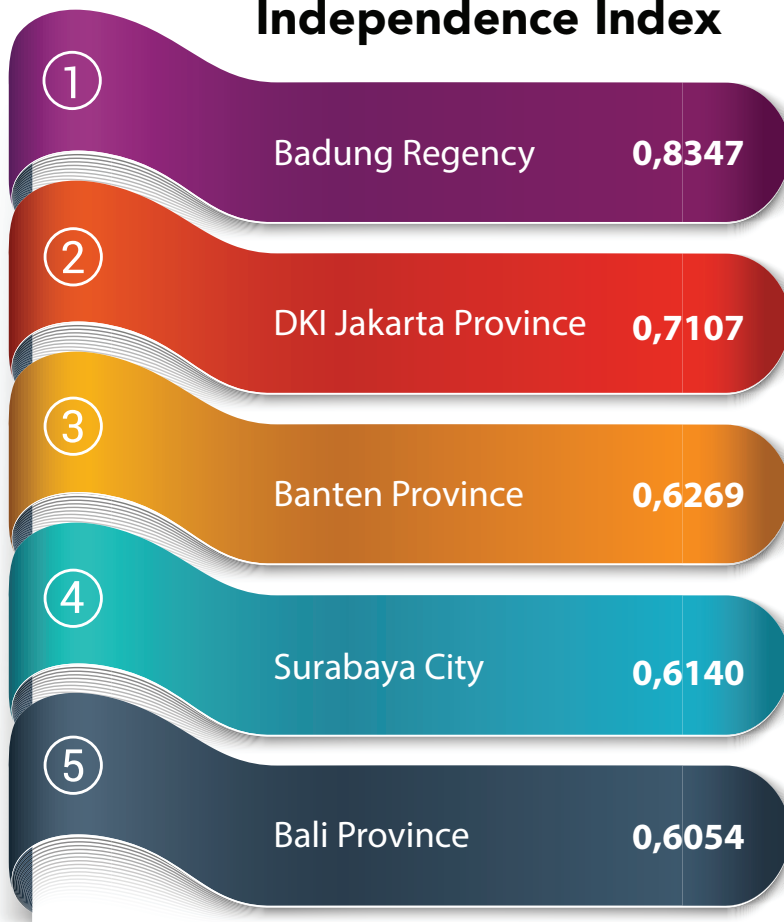 Independence Index
1
Badung Regency 0,8347
2
DKI Jakarta Province 0,7107
3
Banten Province 0,6269
4
Surabaya City 0,6140
5
Bali Province 0,6054